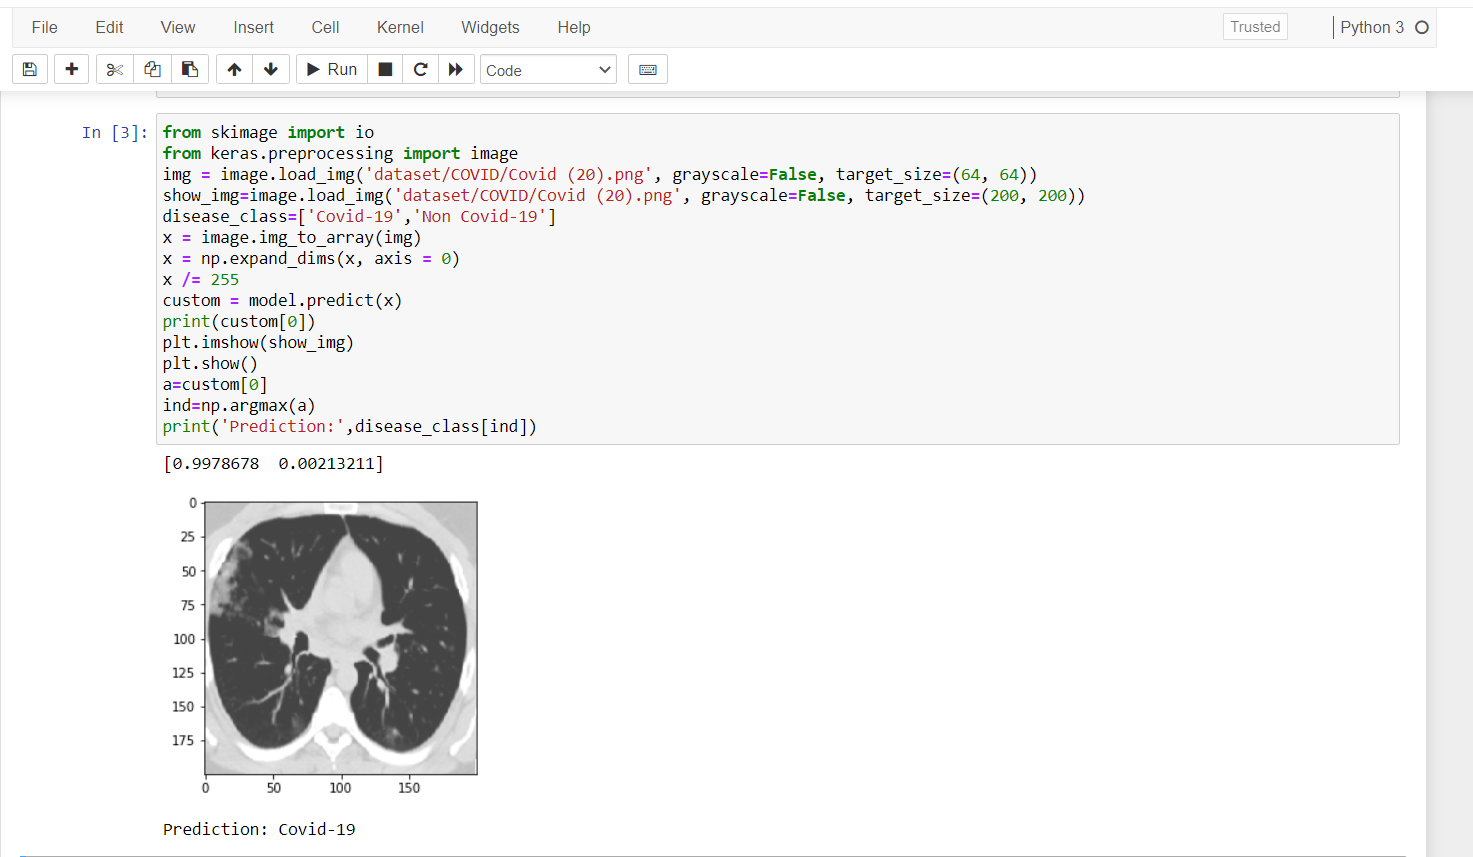 File Edit View Insert Cell Kernel Widgets Help Trusted Python 3
Run Code
In [3]:
from skimage import io
from keras.preprocessing import image
img = image.load_img('dataset/COVID/Covid (20).png', grayscale=False, target_size=(64, 64))
show_img=image.load_img('dataset/COVID/Covid (20).png', grayscale=False, target_size=(200, 200))
disease_class=['Covid-19','Non Covid-19']
x = image.img_to_array(img)
x = np.expand_dims(x, axis = 0)
x /= 255
custom = model.predict(x)
print(custom[0])
plt.imshow(show_img)
plt.show()
a=custom[0]
ind=np.argmax(a)
print('Prediction:',disease_class[ind])
[0.9978678  0.00213211]
0
25
50
75
100
125
150
175
0 50 100 150
Prediction: Covid-19